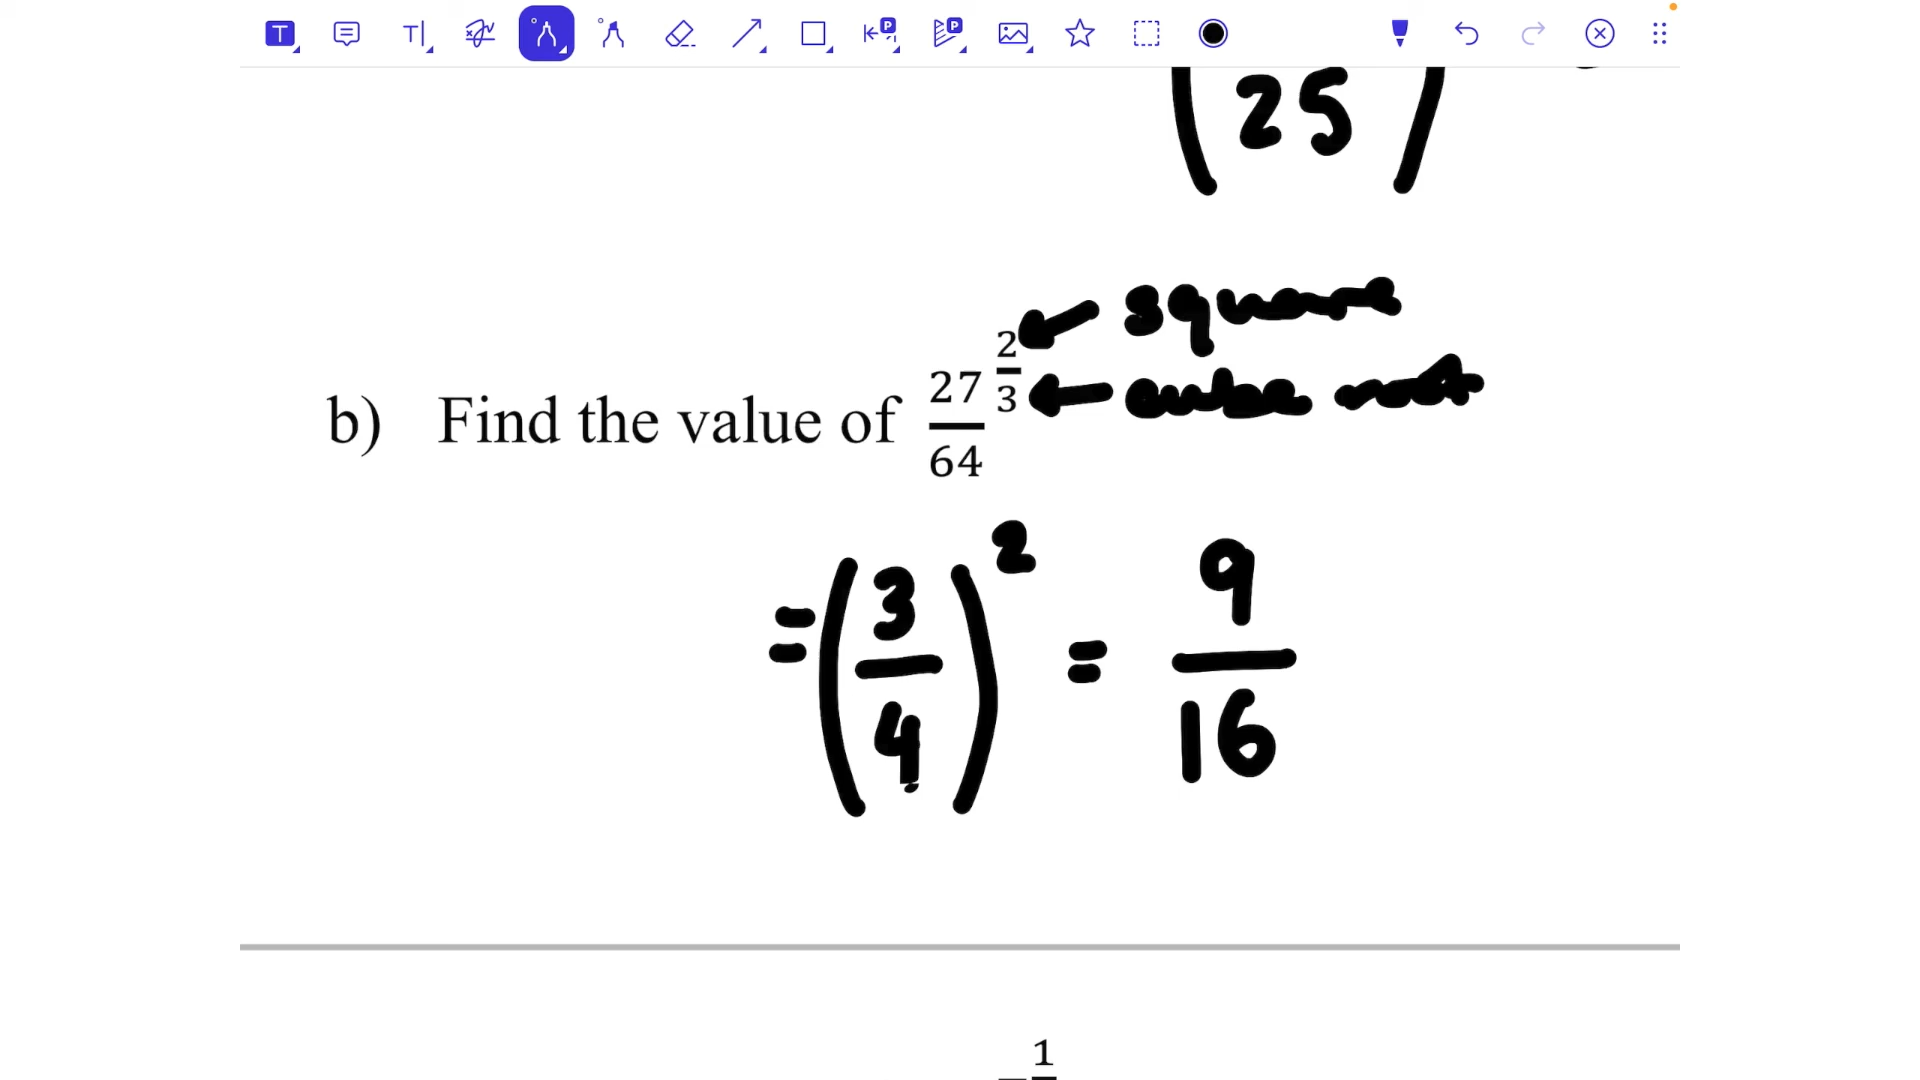 T T| P P
( 25 )
2 ← square
b) Find the value of 27/64 3 ← cube root
= (3/4)² = 9/16
- 1